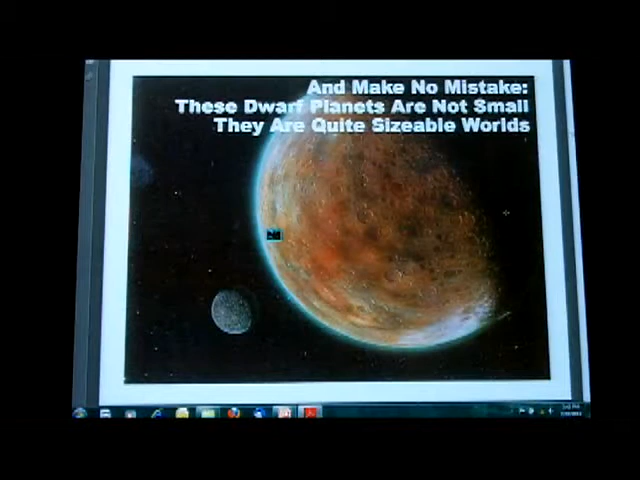 And Make No Mistake:
These Dwarf Planets Are Not Small
They Are Quite Sizeable Worlds